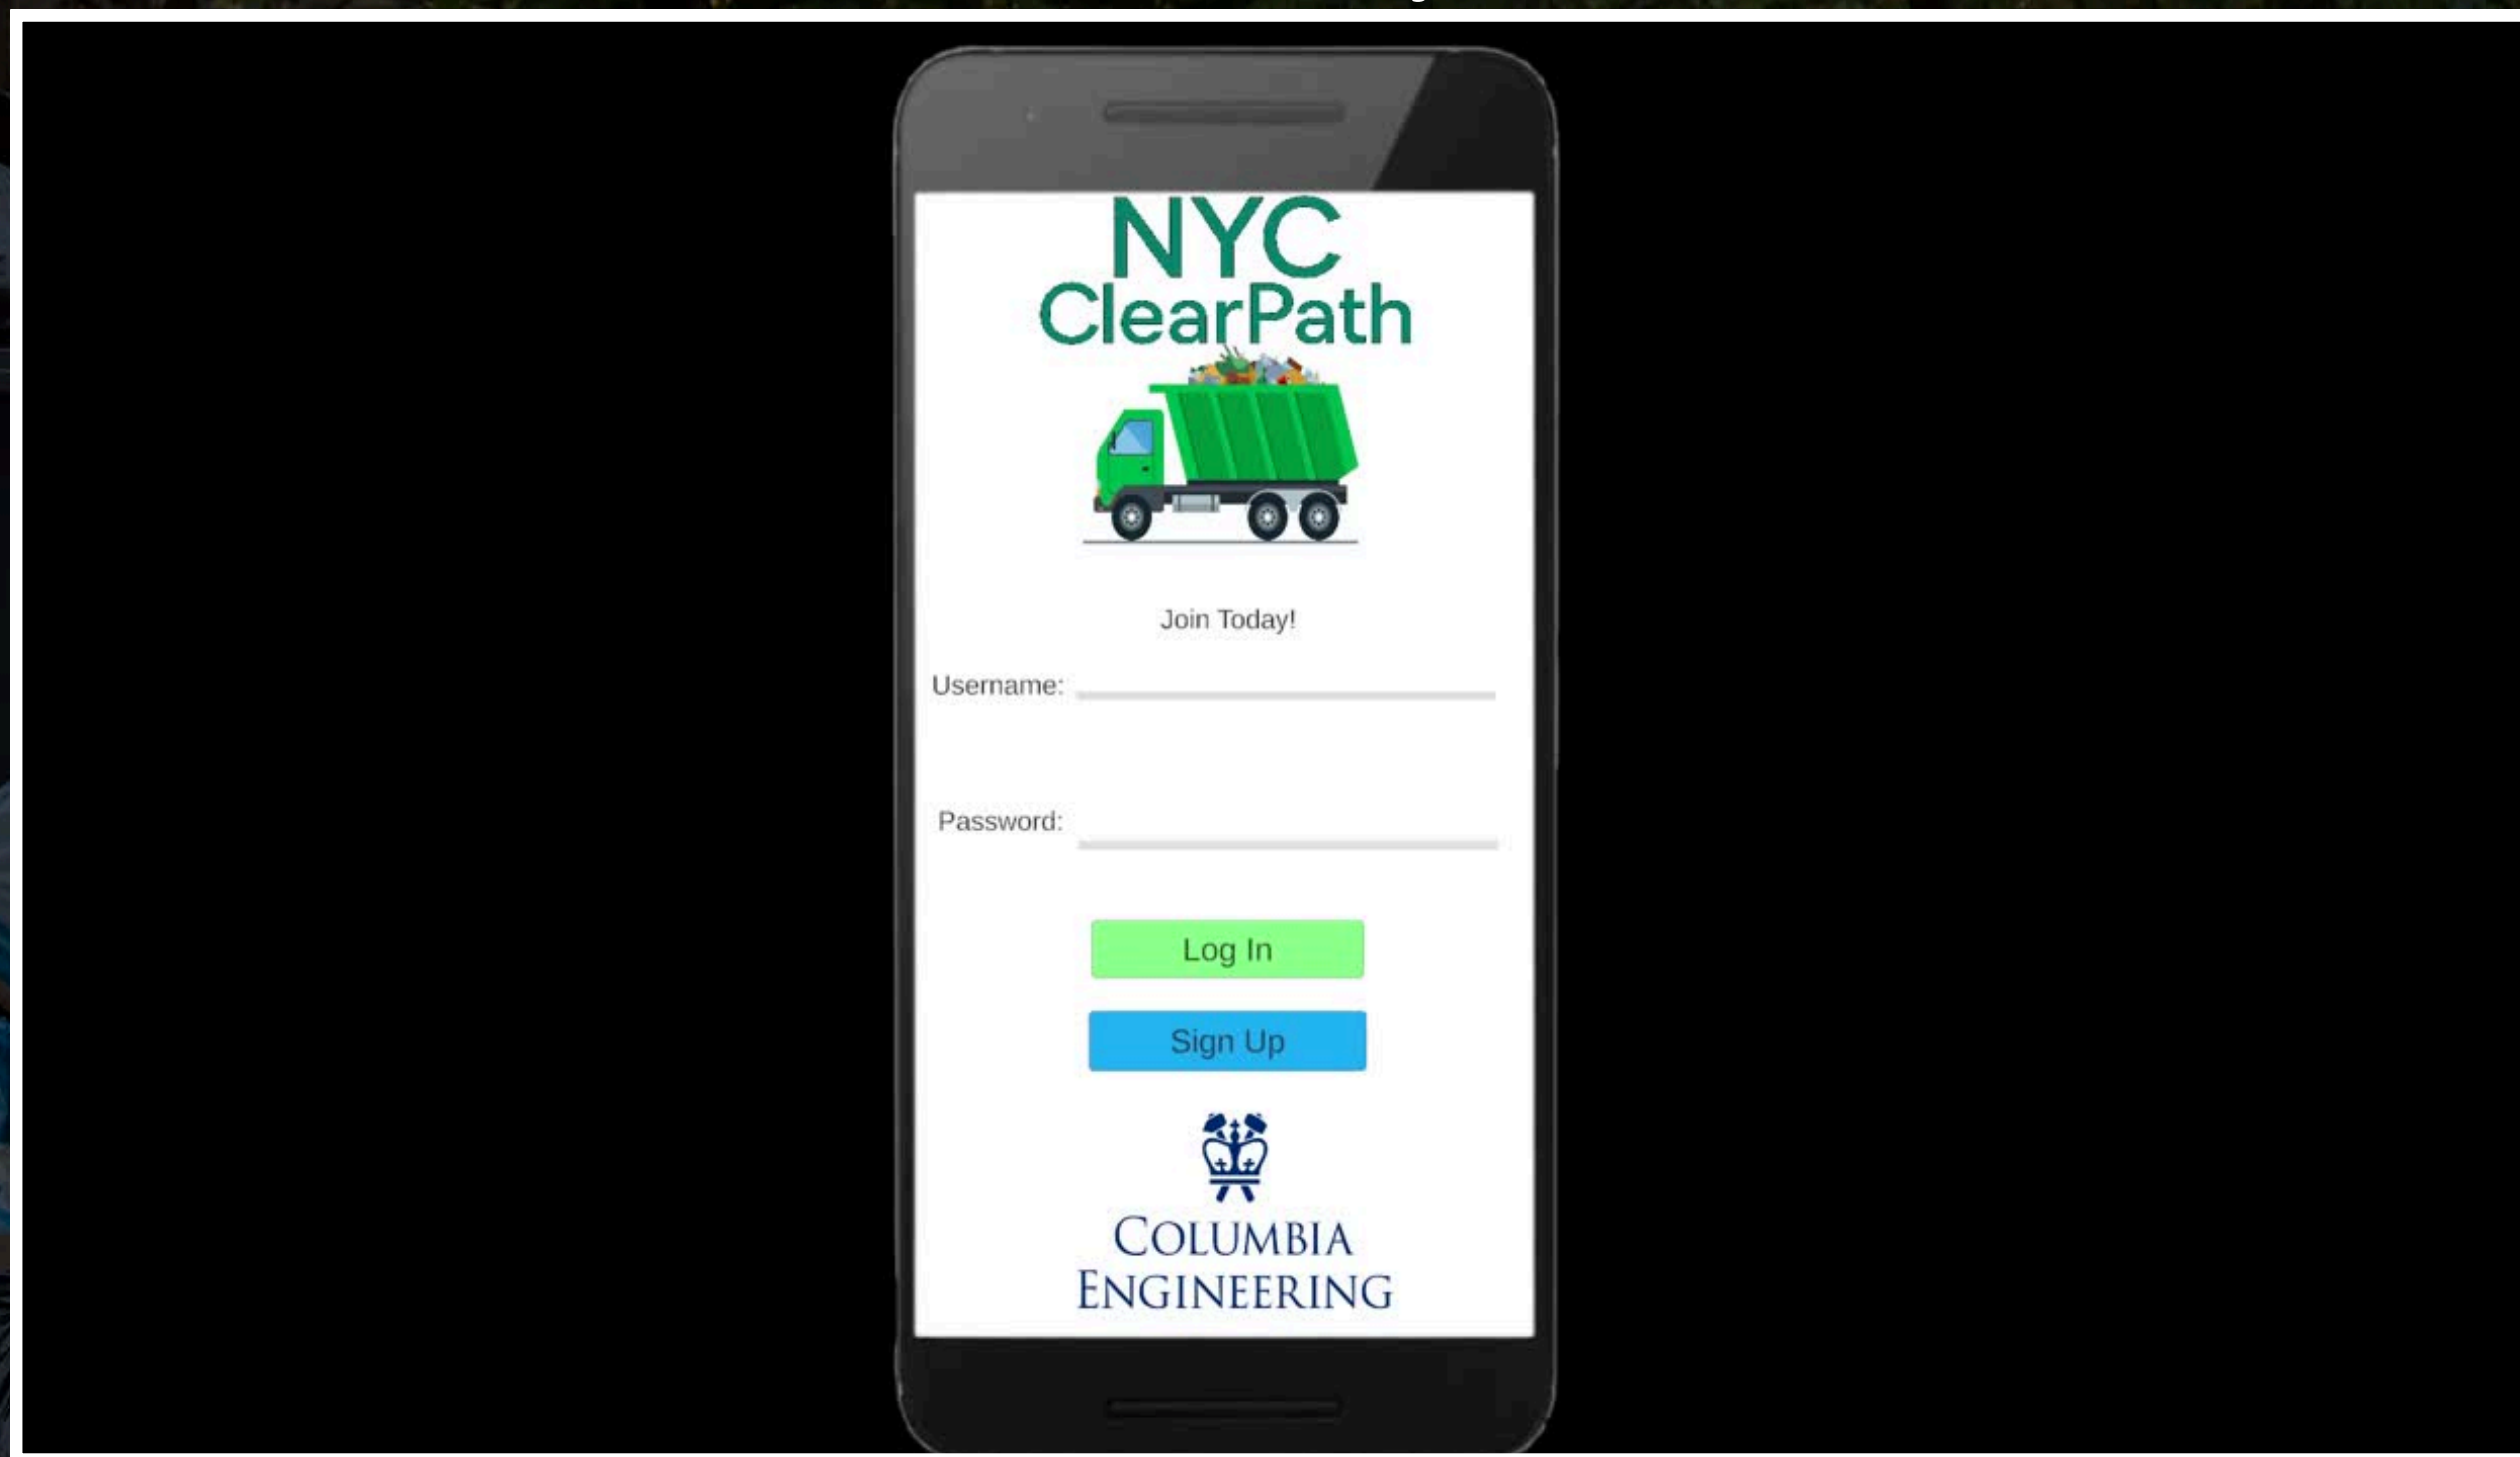 NYC
ClearPath
Join Today!
Username:
Password:
Log In
Sign Up
COLUMBIA
ENGINEERING